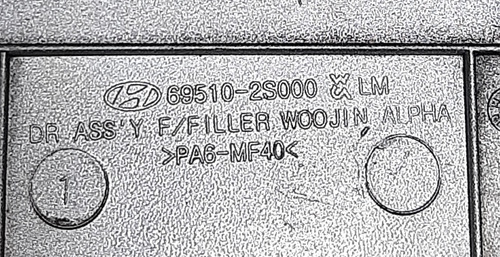 69510-2S000 LM
DR ASS'Y F/FILLER WOOJIN ALPHA
>PA6-MF40<
1